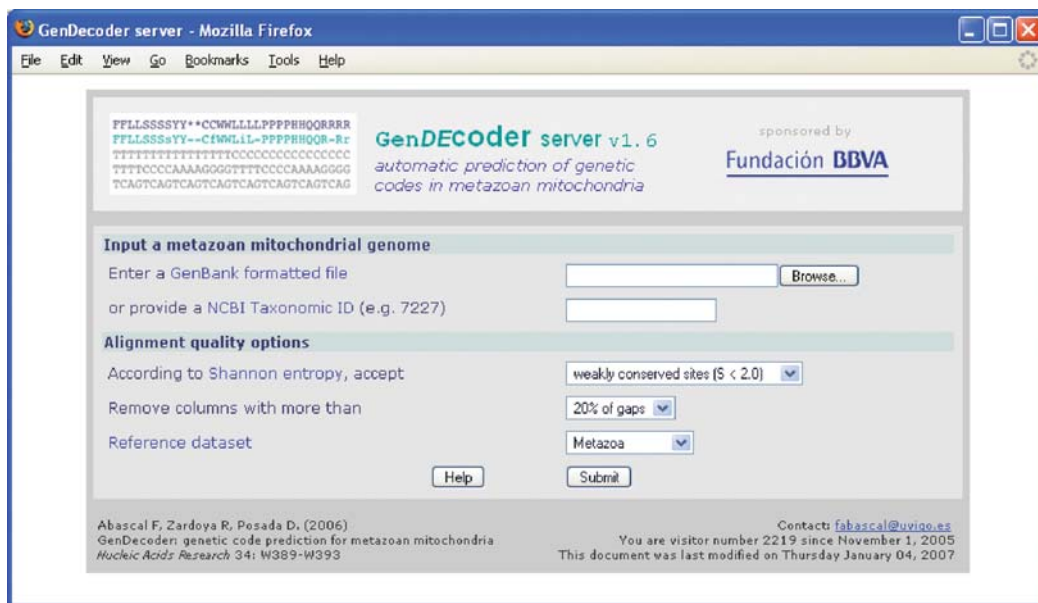 GenDecoder server - Mozilla Firefox
File Edit View Go Bookmarks Tools Help
FFLLSSSSYY**CCWWLLLLPPPPHHQQRRRR
FFLLSSSsYY--CfWWLiL-PPPPHHQQR-Rr
TTTTTTTTTTTTTTTTCCCCCCCCCCCCCCCC
TTTTCCCCAAAAGGGGTTTTCCCCAAAAGGGG
TCAGTCAGTCAGTCAGTCAGTCAGTCAGTCAG
GenDECoder server v1.6
automatic prediction of genetic
codes in metazoan mitochondria
sponsored by
Fundación BBVA
Input a metazoan mitochondrial genome
Enter a GenBank formatted file
Browse...
or provide a NCBI Taxonomic ID (e.g. 7227)
Alignment quality options
According to Shannon entropy, accept
weakly conserved sites (S < 2.0)
Remove columns with more than
20% of gaps
Reference dataset
Metazoa
Help
Submit
Abascal F, Zardoya R, Posada D. (2006)
GenDecoder: genetic code prediction for metazoan mitochondria
Nucleic Acids Research 34: W389-W393
Contact: fabascal@uvigo.es
You are visitor number 2219 since November 1, 2005
This document was last modified on Thursday January 04, 2007